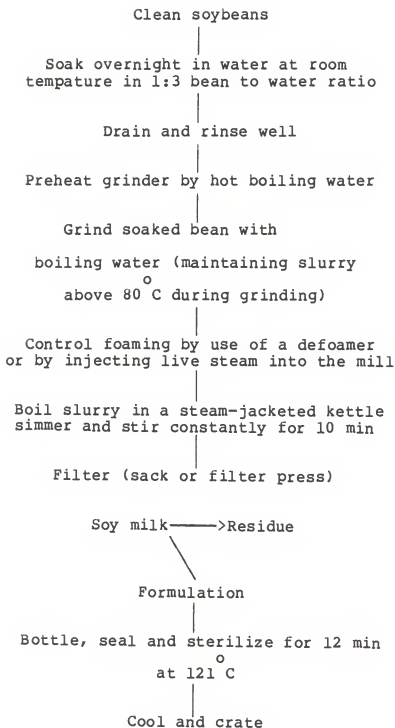 Clean soybeans
Soak overnight in water at room
tempature in 1:3 bean to water ratio
Drain and rinse well
Preheat grinder by hot boiling water
Grind soaked bean with
boiling water (maintaining slurry
above 80°C during grinding)
Control foaming by use of a defoamer
or by injecting live steam into the mill
Boil slurry in a steam-jacketed kettle
simmer and stir constantly for 10 min
Filter (sack or filter press)
Soy milk——>Residue
Formulation
Bottle, seal and sterilize for 12 min
at 121°C
Cool and crate